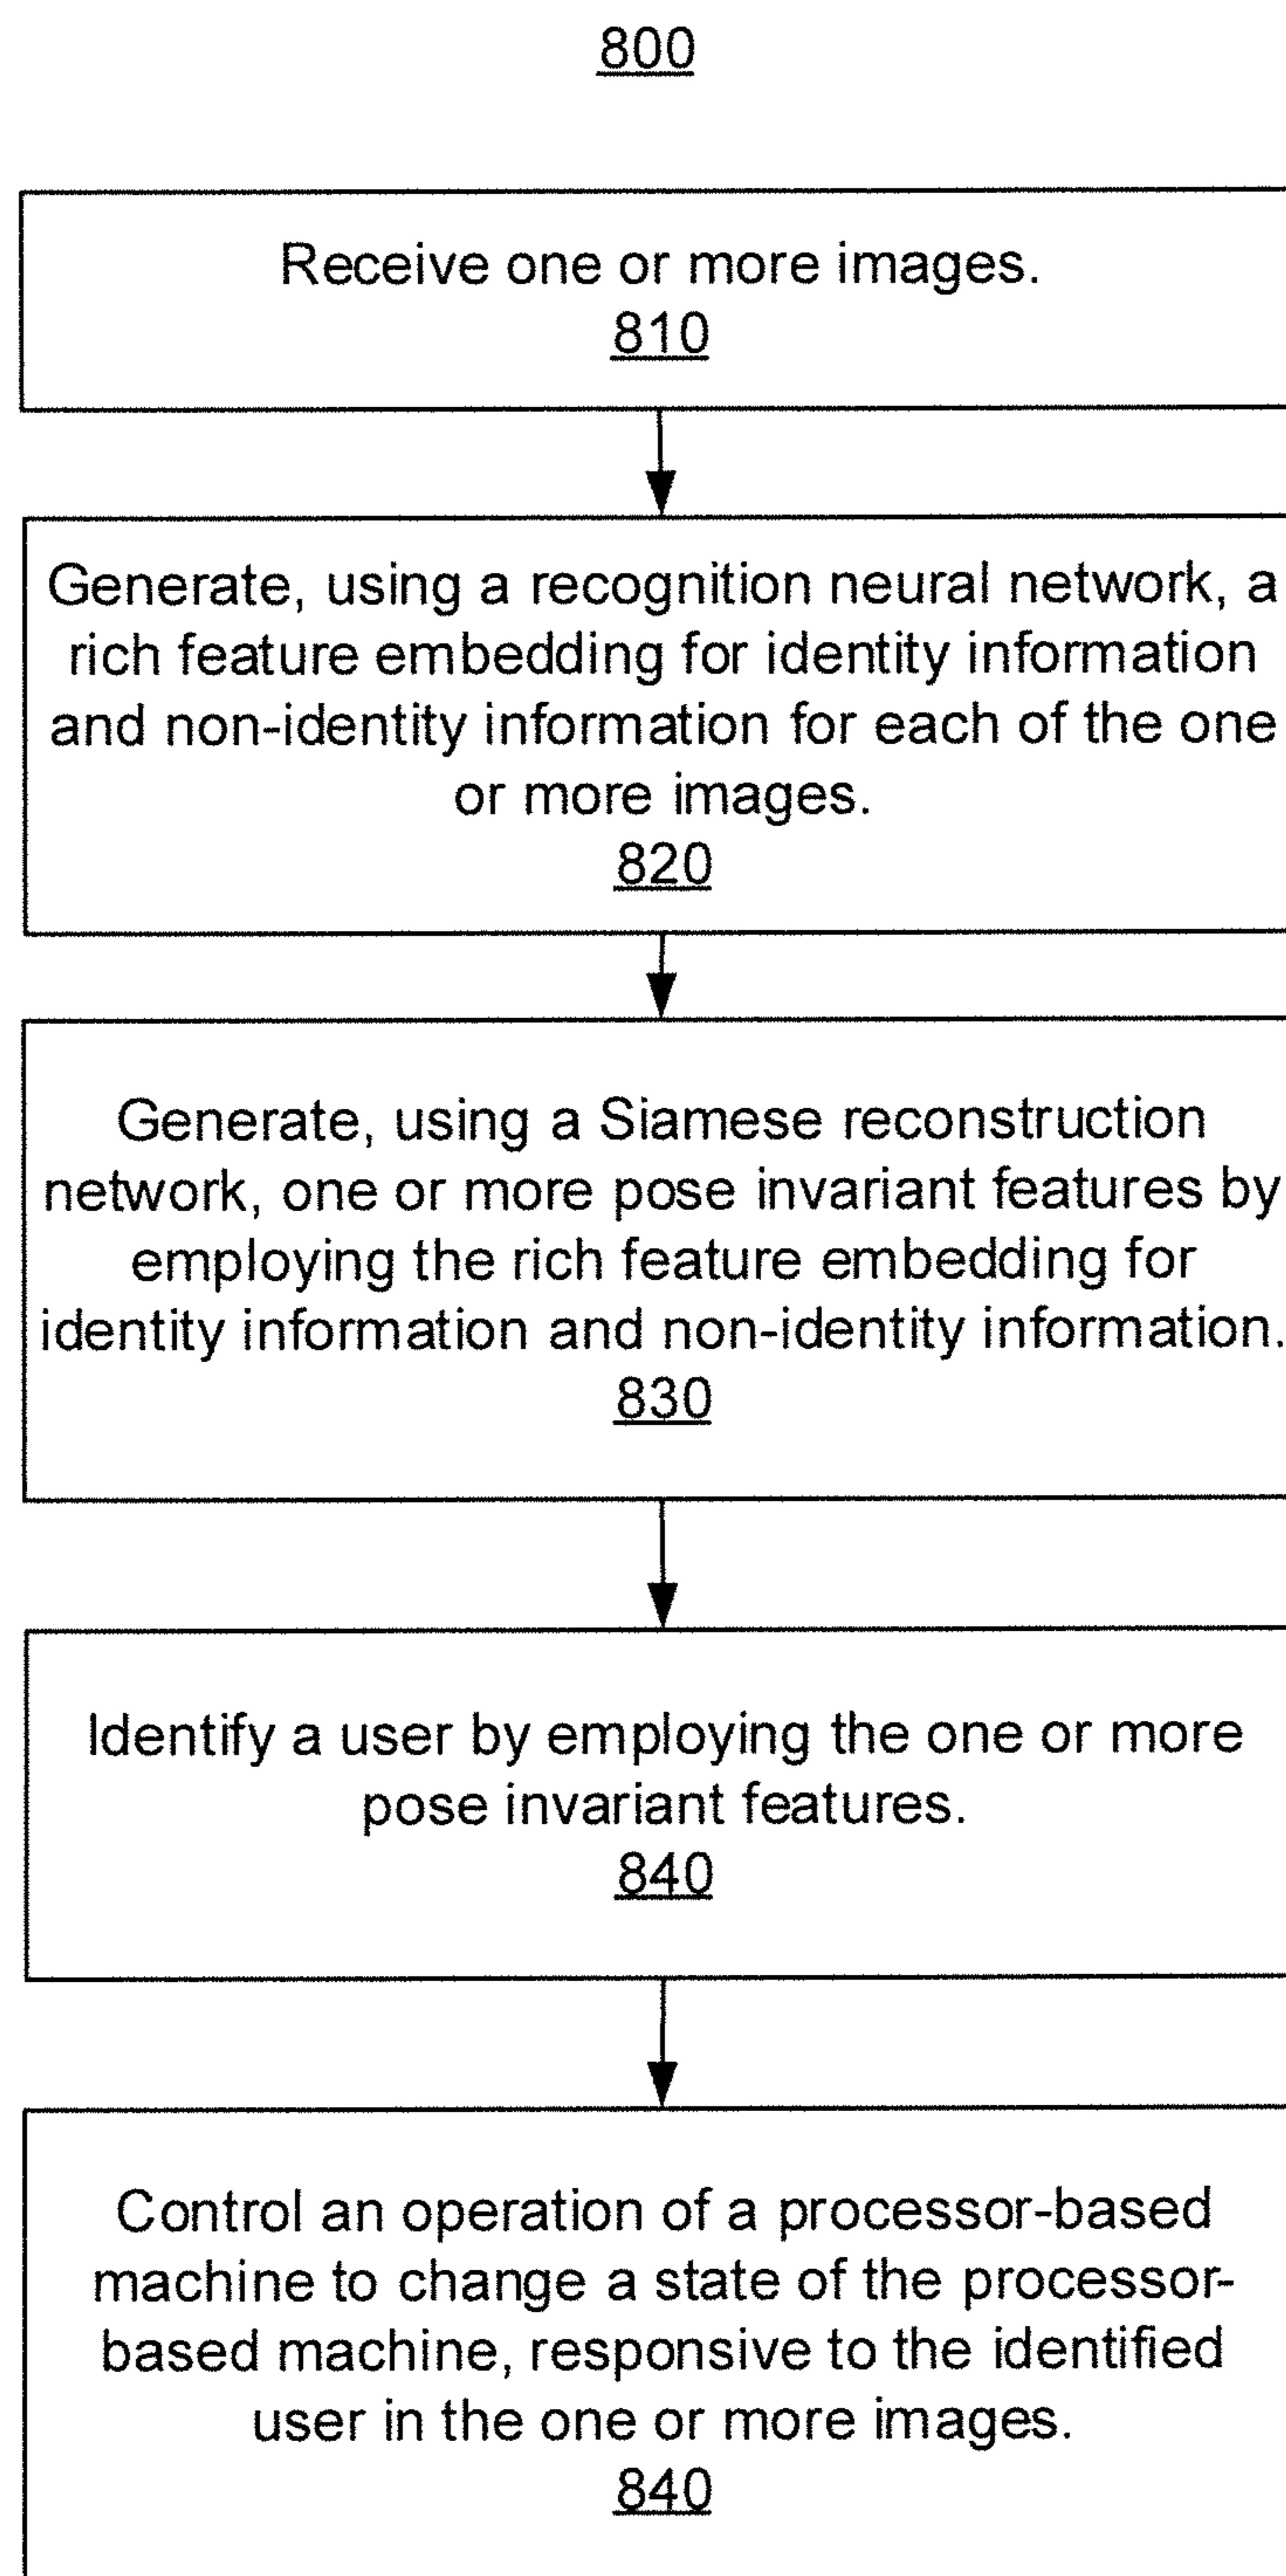 800
Receive one or more images.
810
Generate, using a recognition neural network, a
rich feature embedding for identity information
and non-identity information for each of the one
or more images.
820
Generate, using a Siamese reconstruction
network, one or more pose invariant features by
employing the rich feature embedding for
identity information and non-identity information.
830
Identify a user by employing the one or more
pose invariant features.
840
Control an operation of a processor-based
machine to change a state of the processor-
based machine, responsive to the identified
user in the one or more images.
840